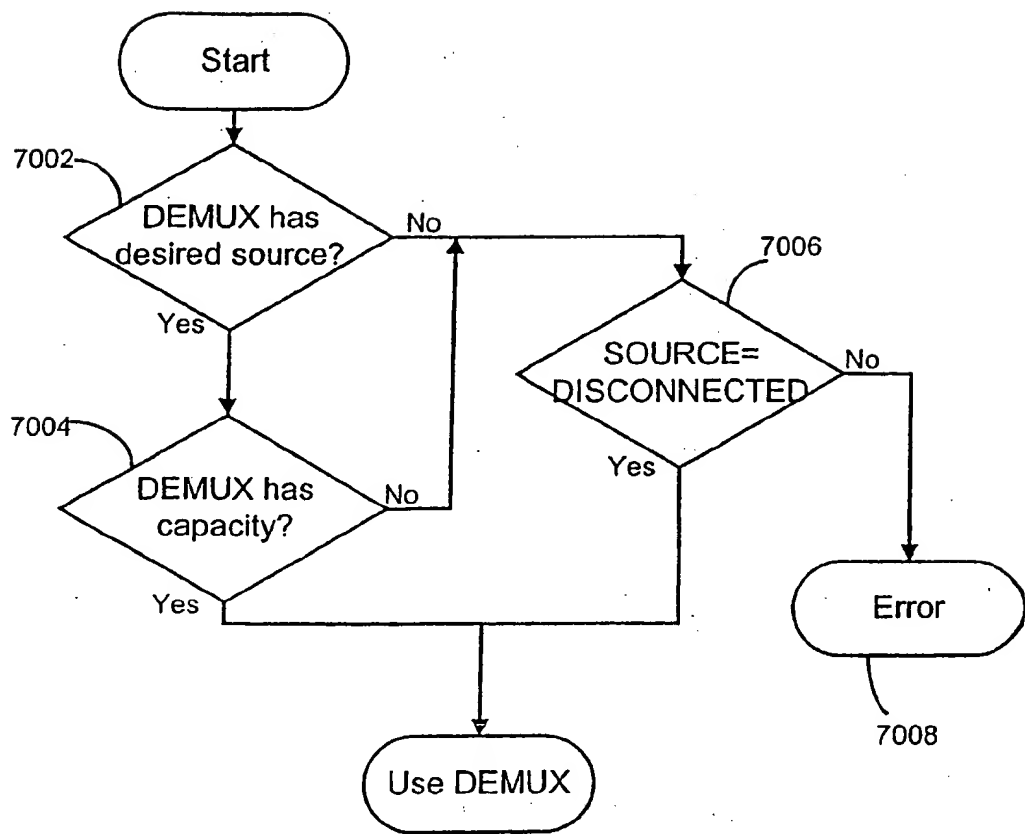 Start
7002
DEMUX has
desired source?
No
Yes
7006
SOURCE=
DISCONNECTED
No
Yes
7004
DEMUX has
capacity?
No
Yes
Error
7008
Use DEMUX